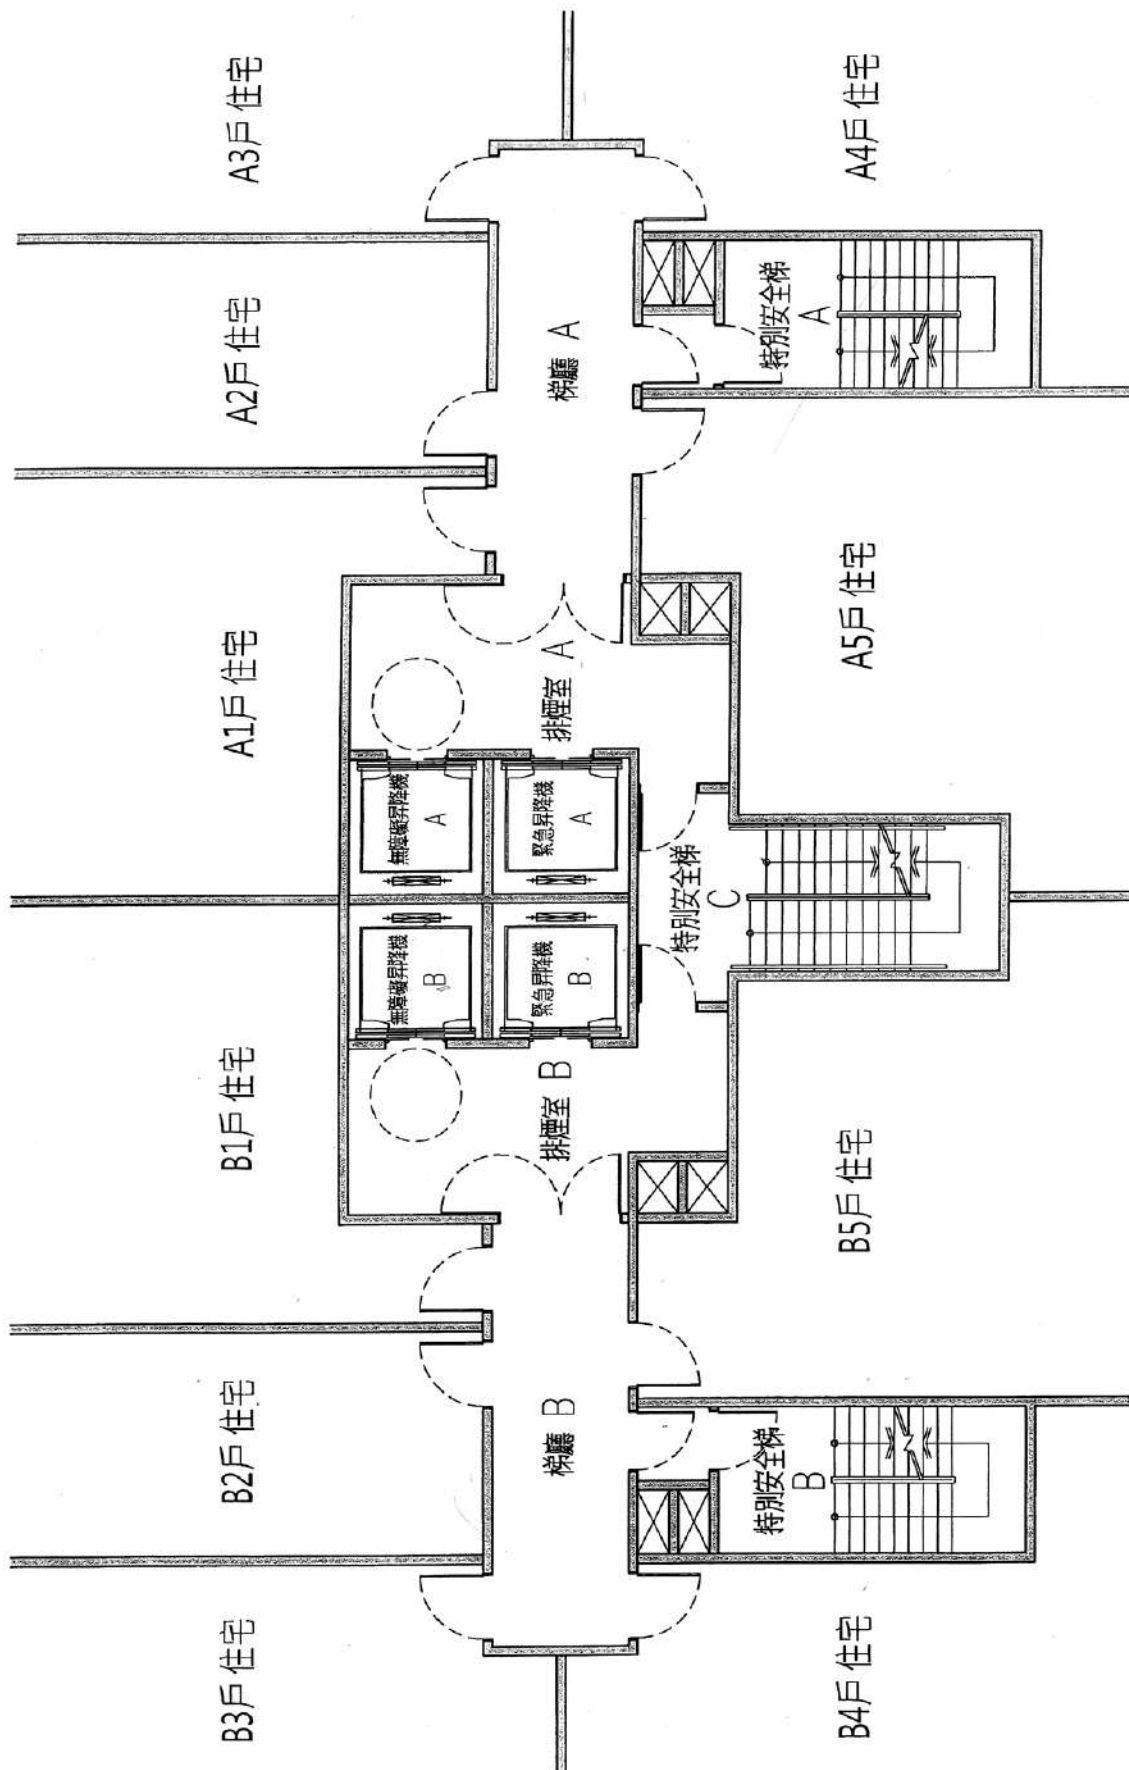 B3戶 住宅
B2戶 住宅
B1戶 住宅
A1戶 住宅
A2戶 住宅
A3戶 住宅
無障礙昇降機
B
無障礙昇降機
A
緊急昇降機
B
緊急昇降機
A
梯廳 B
排煙室 B
排煙室 A
梯廳 A
特別安全梯
B
特別安全梯
C
特別安全梯
A
B4戶 住宅
B5戶 住宅
A5戶 住宅
A4戶 住宅